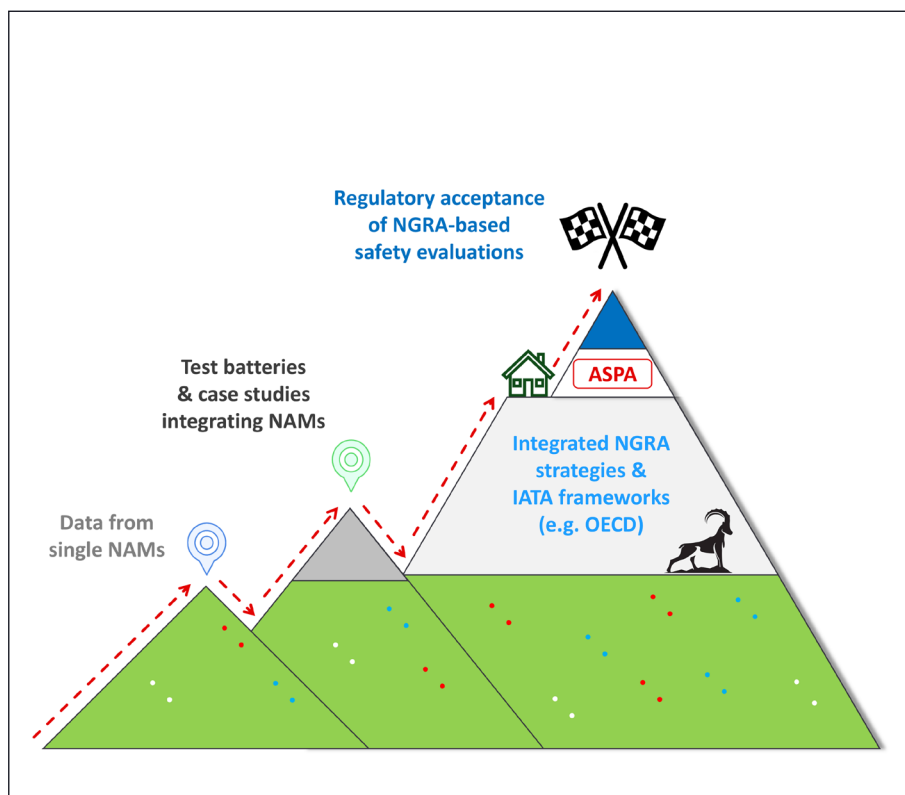 Regulatory acceptance
of NGRA-based
safety evaluations
Test batteries
& case studies
integrating NAMs
ASPA
Integrated NGRA
strategies &
IATA frameworks
(e.g. OECD)
Data from
single NAMs